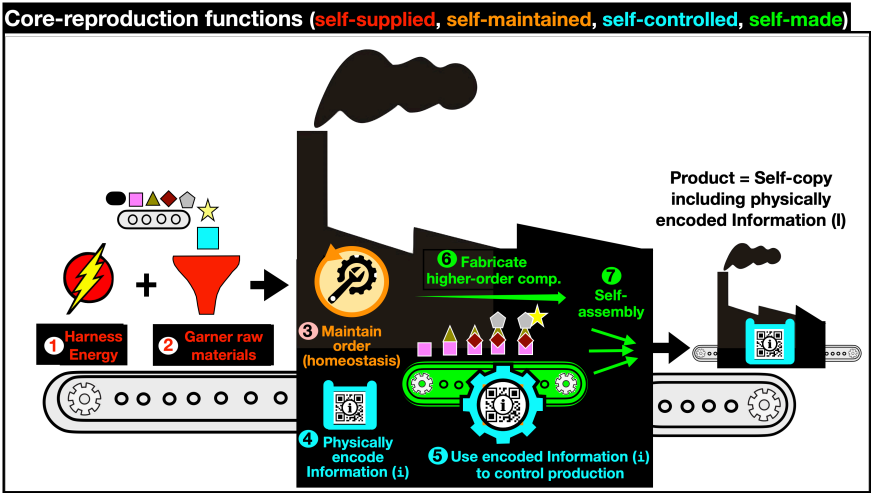 Core-reproduction functions (self-supplied, self-maintained, self-controlled, self-made)
Product = Self-copy
including physically
encoded Information (I)
1 Harness
Energy
2 Garner raw
materials
3 Maintain
order
(homeostasis)
4 Physically
encode
Information (i)
i
5 Use encoded Information (i)
to control production
i
6 Fabricate
higher-order comp.
7
Self-
assembly
i